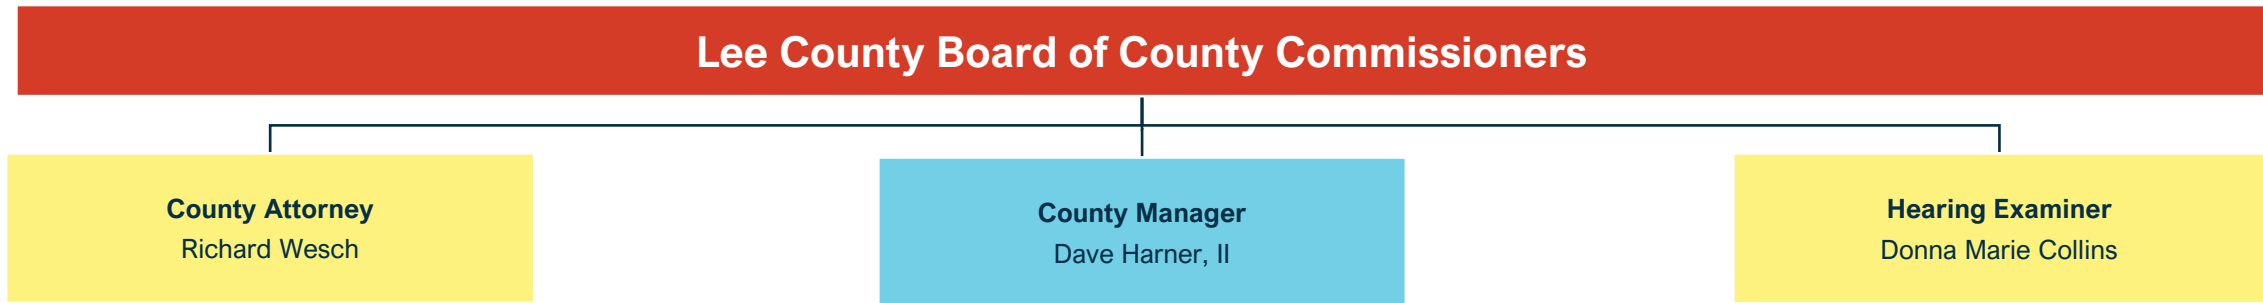 Lee County Board of County Commissioners
County Attorney
Richard Wesch
County Manager
Dave Harner, II
Hearing Examiner
Donna Marie Collins